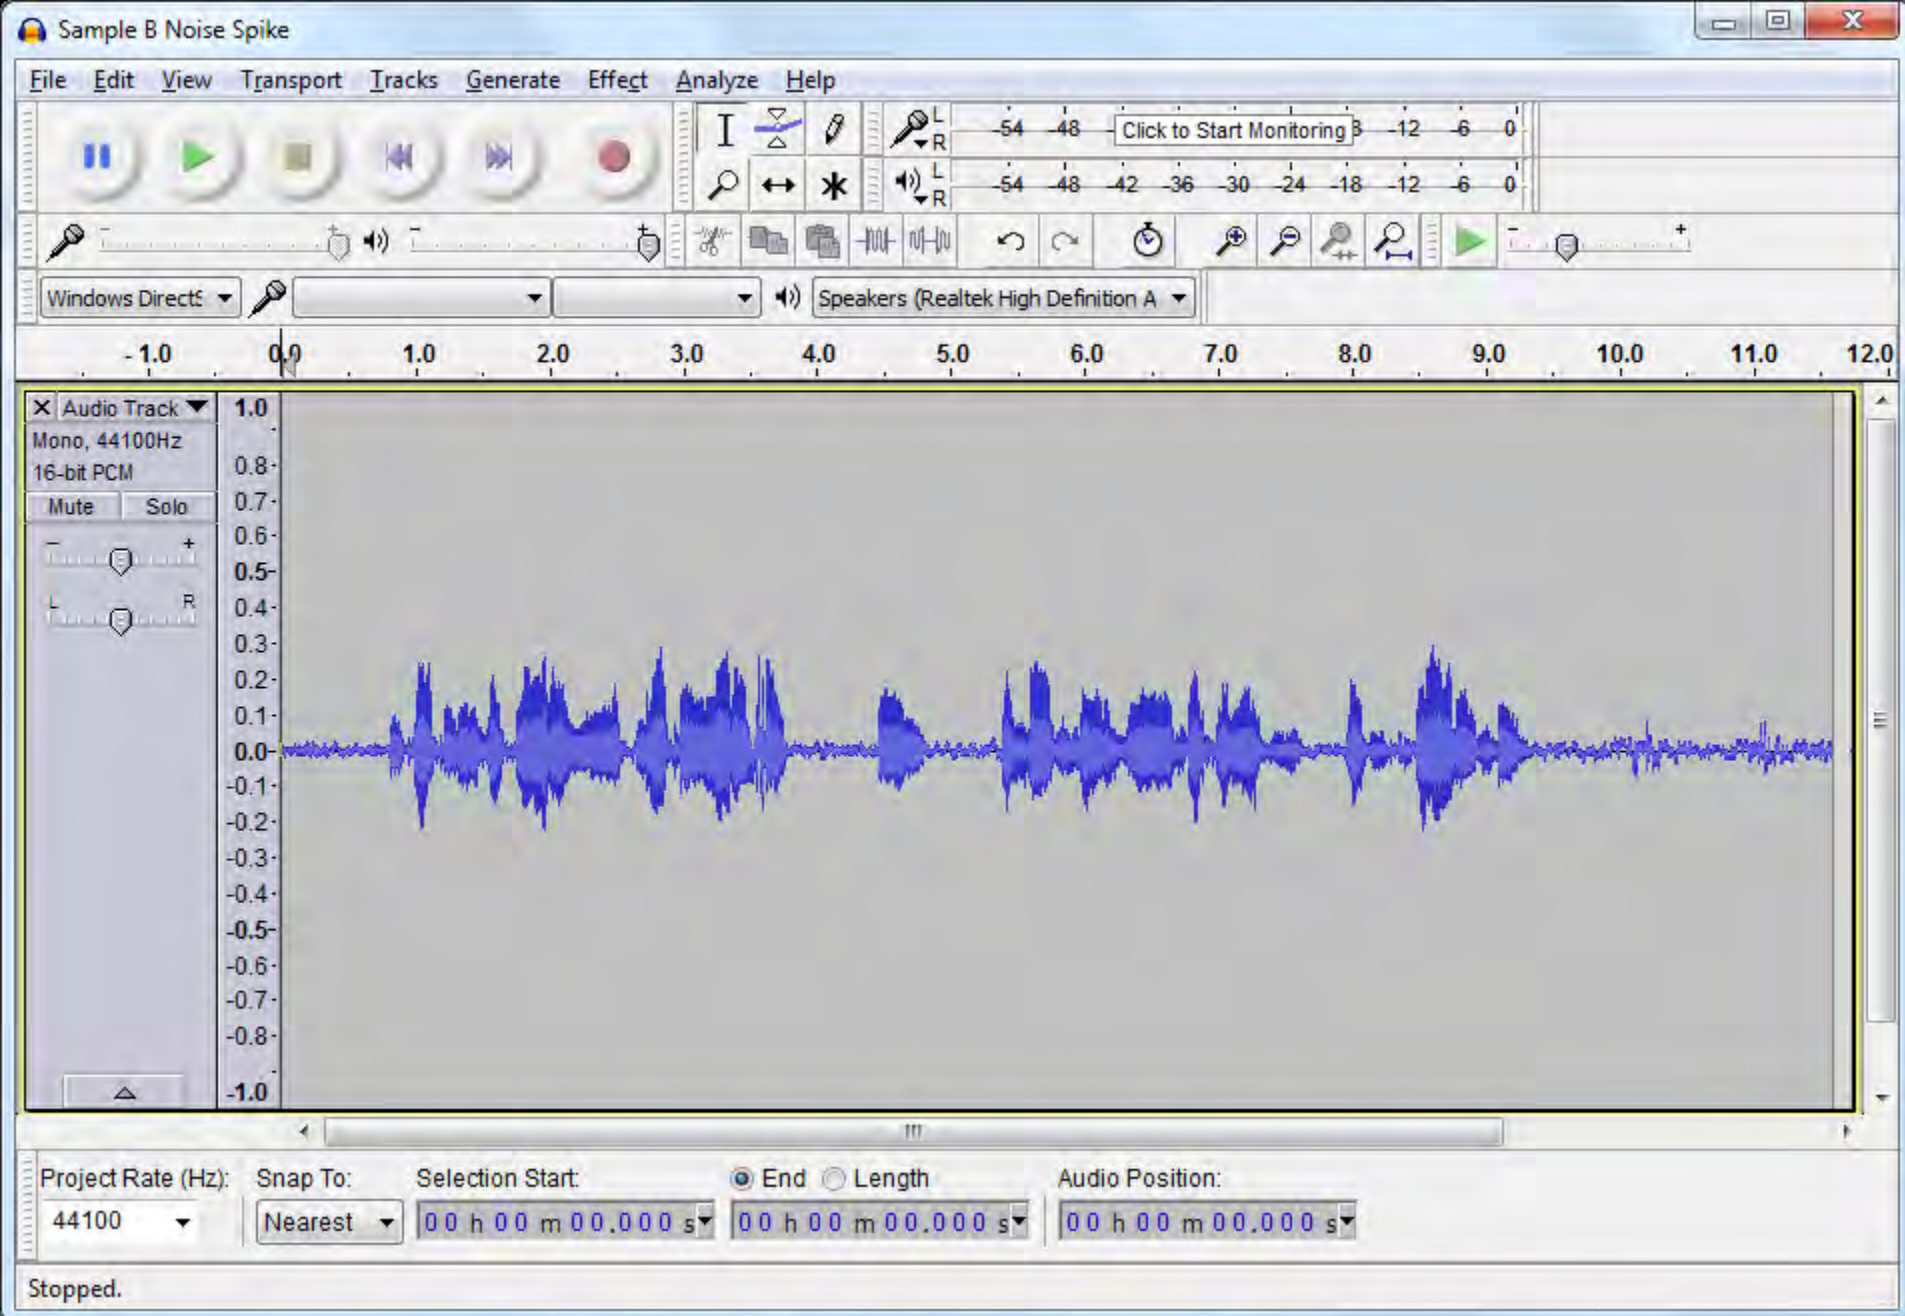 Sample B Noise Spike
File Edit View Transport Tracks Generate Effect Analyze Help
L
R
-54 -48 - Click to Start Monitoring 8 -12 -6 0
L
R
-54 -48 -42 -36 -30 -24 -18 -12 -6 0
- + - + - +
Windows DirectS
Speakers (Realtek High Definition A
- 1.0 0.0 1.0 2.0 3.0 4.0 5.0 6.0 7.0 8.0 9.0 10.0 11.0 12.0
Audio Track
Mono, 44100Hz
16-bit PCM
Mute Solo
- +
L R
1.0
0.8
0.7
0.6
0.5
0.4
0.3
0.2
0.1
0.0
-0.1
-0.2
-0.3
-0.4
-0.5
-0.6
-0.7
-0.8
-1.0
Project Rate (Hz): Snap To: Selection Start: End Length Audio Position:
44100 Nearest 00 h 00 m 00.000 s 00 h 00 m 00.000 s 00 h 00 m 00.000 s
Stopped.